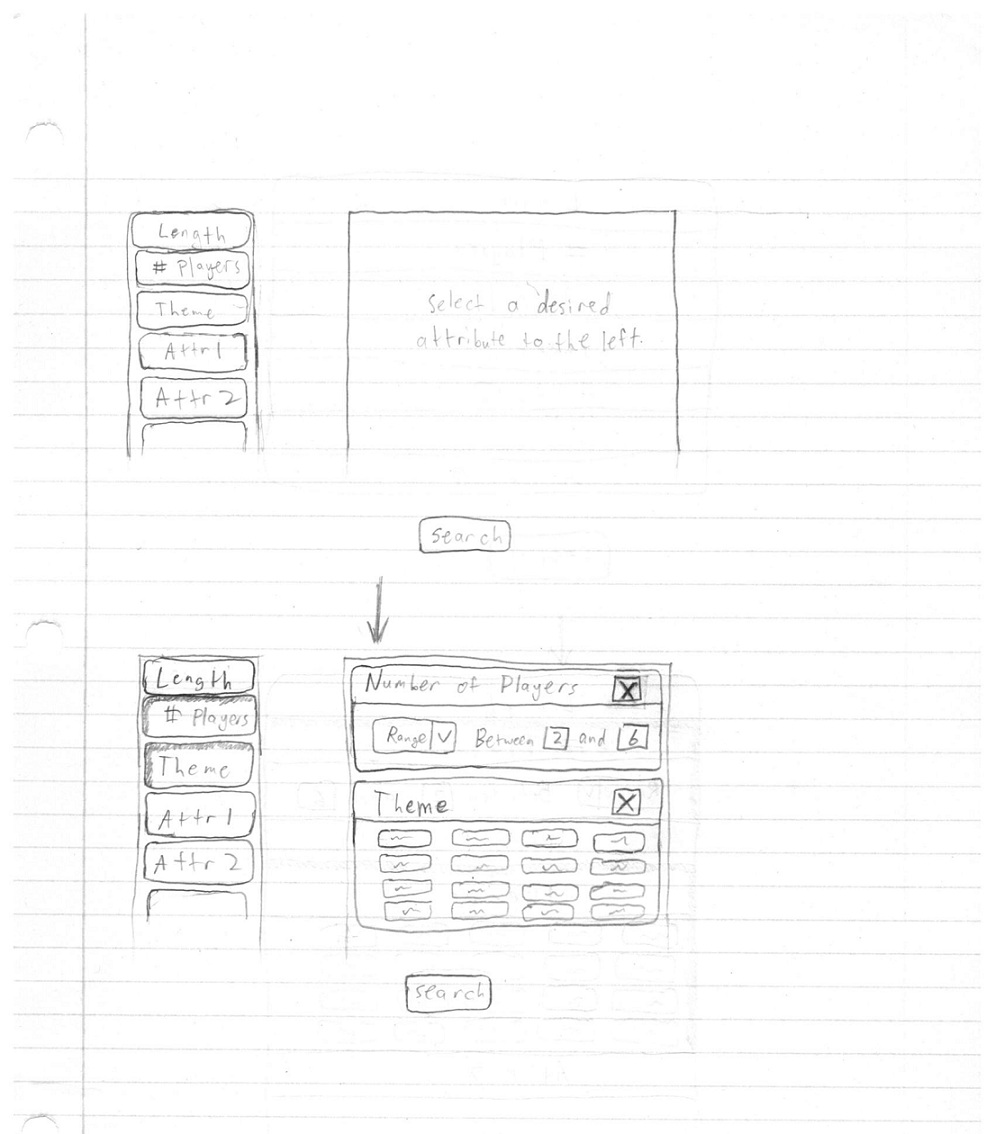 Length
# Players
Theme
Attr 1
Attr 2
Select a desired
attribute to the left.
search
Length
# Players
Theme
Attr 1
Attr 2
Number of Players X
Range Between 2 and 6
Theme X
search